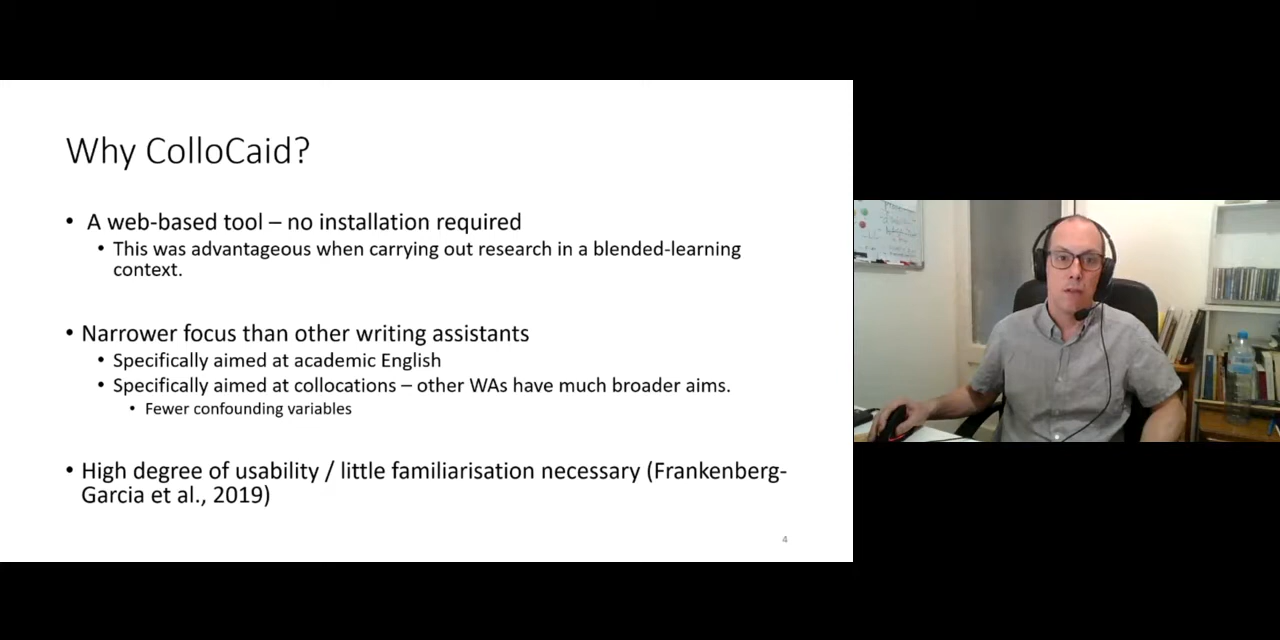 Why ColloCaid?
• A web-based tool – no installation required
• This was advantageous when carrying out research in a blended-learning
context.
• Narrower focus than other writing assistants
• Specifically aimed at academic English
• Specifically aimed at collocations – other WAs have much broader aims.
• Fewer confounding variables
• High degree of usability / little familiarisation necessary (Frankenberg-
Garcia et al., 2019)
4